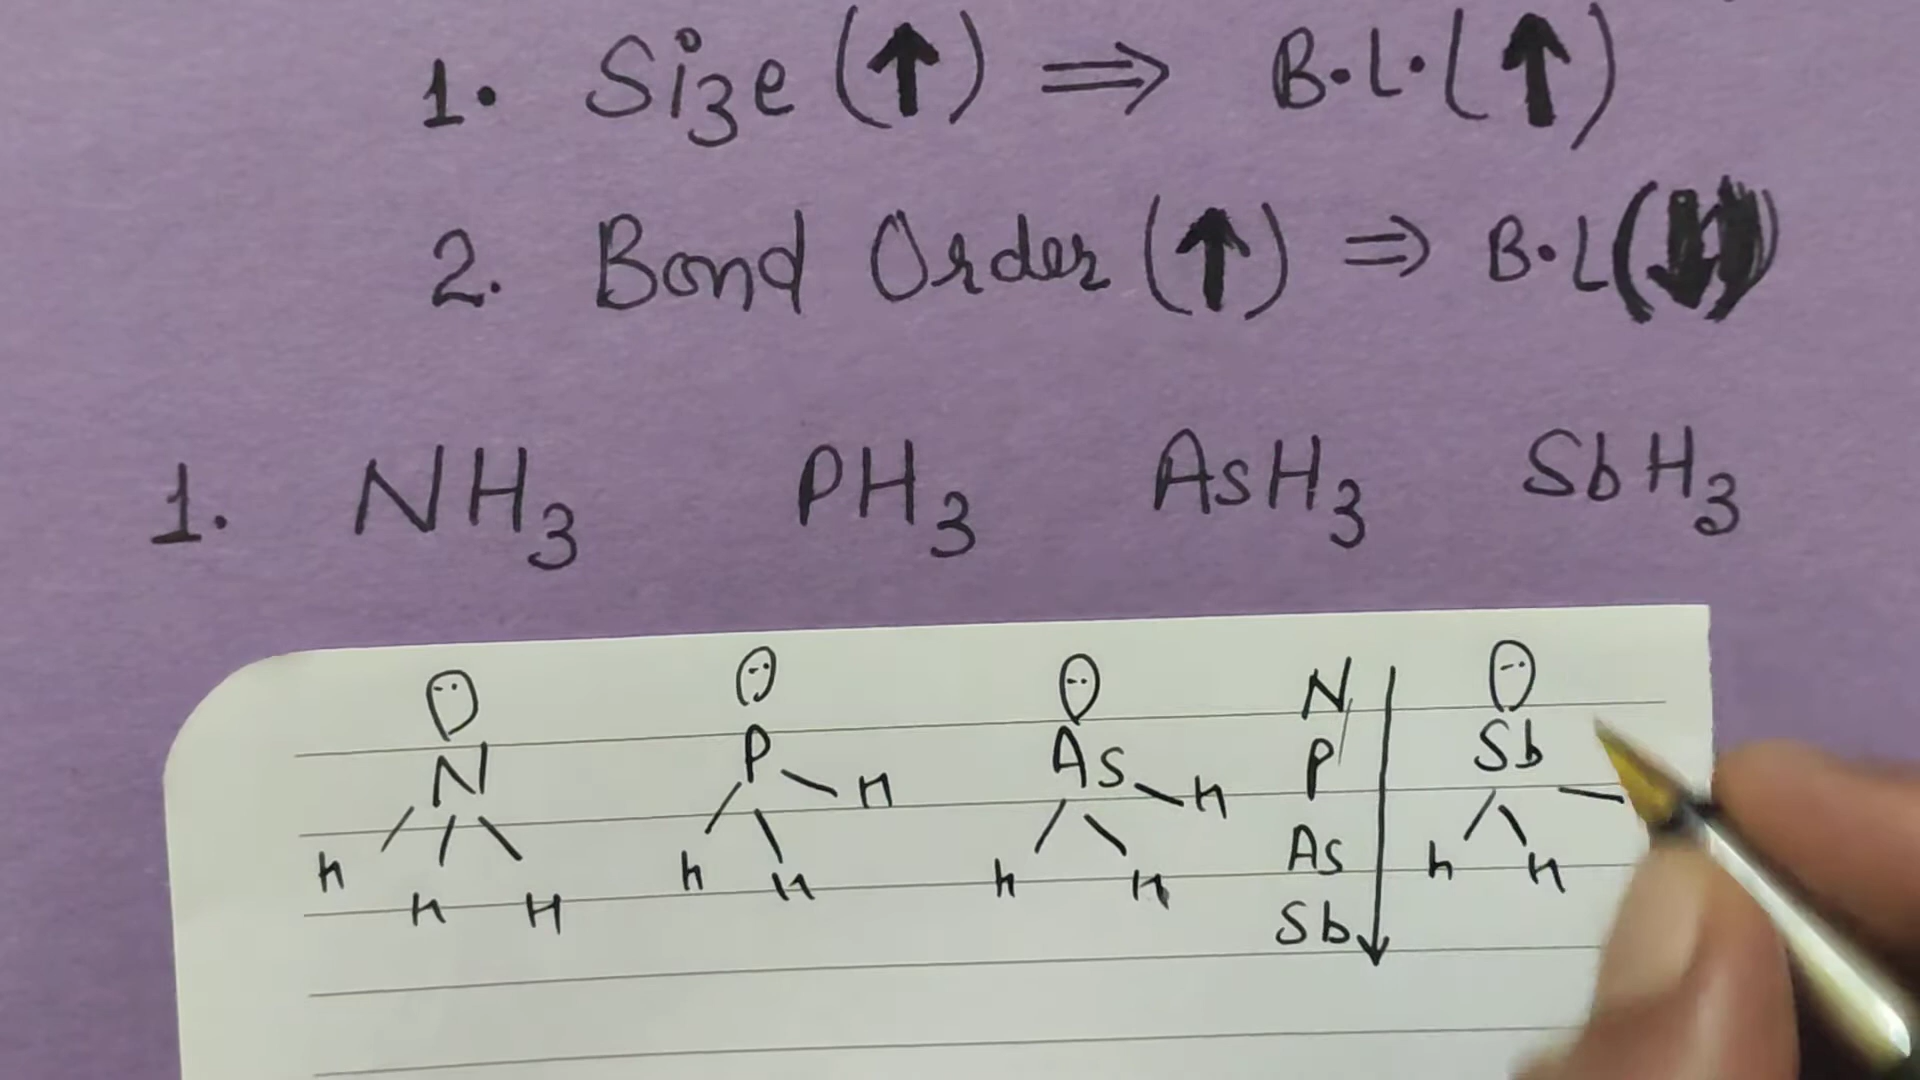 1. Size (↑) ⇒ B.L. (↑)
2. Bond Order (↑) ⇒ B.L (↓)
1. NH3 PH3 AsH3 SbH3
N P As N Sb
H H H
H H H
H H H
P
As
Sb
H H